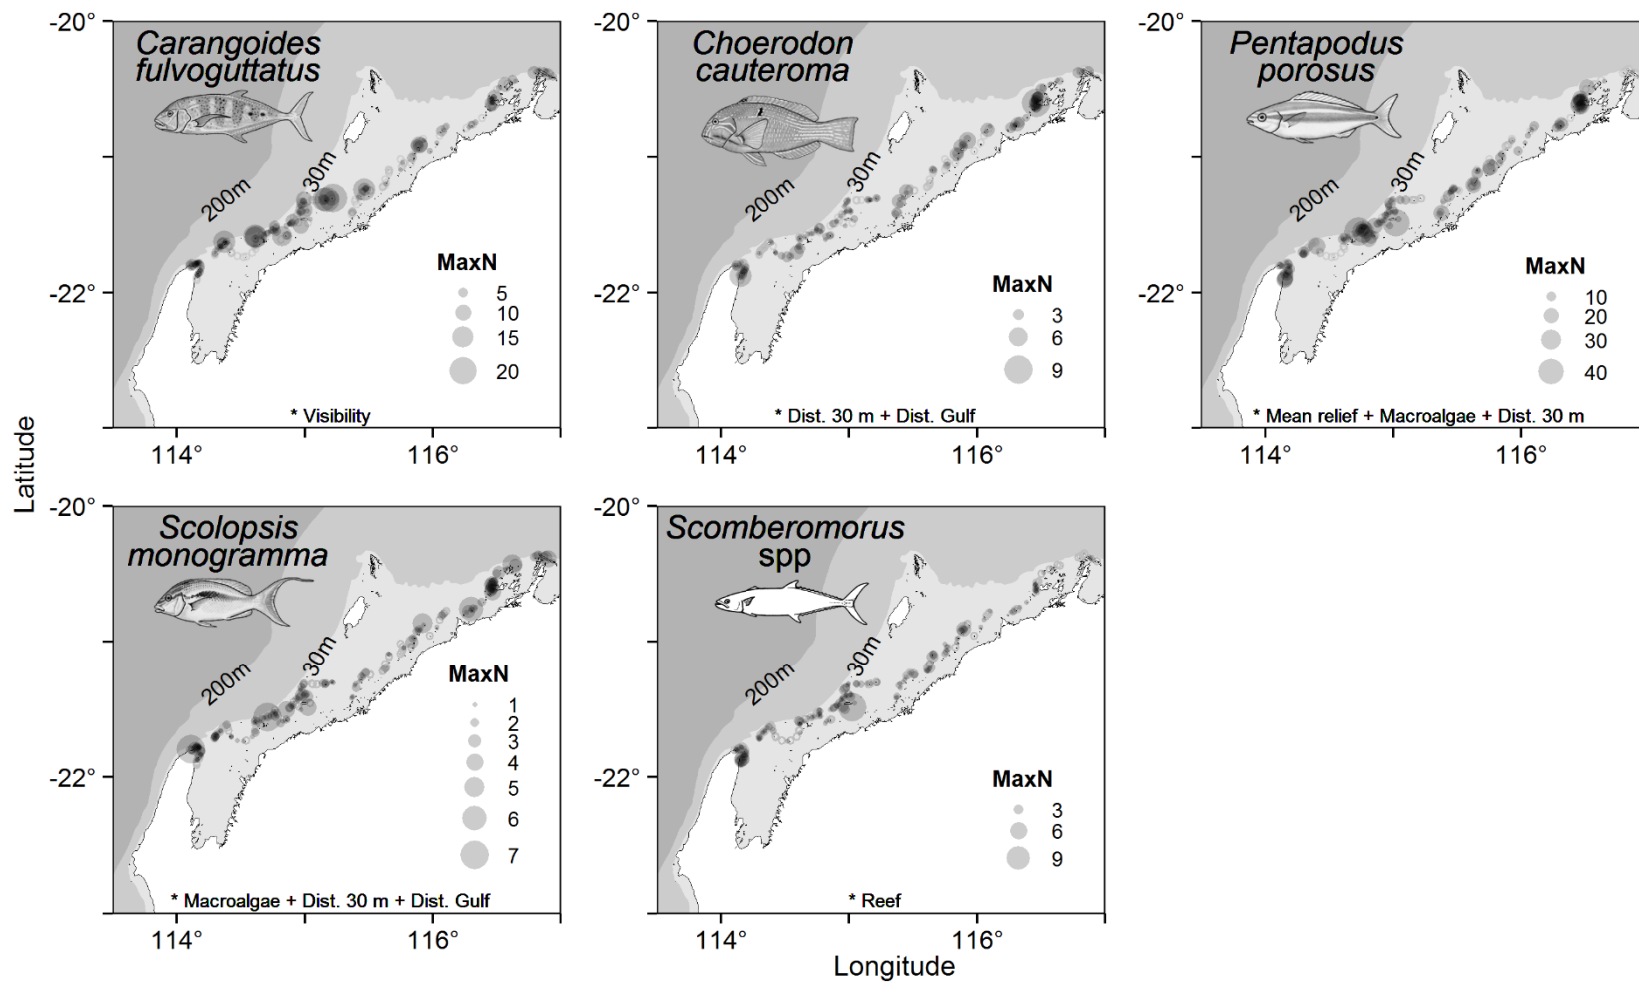 -20°
Carangoides
fulvoguttatus
200m
30m
MaxN
5
10
15
20
-22°
* Visibility
114°
116°
-20°
Choerodon
cauteroma
200m
30m
MaxN
3
6
9
-22°
* Dist. 30 m + Dist. Gulf
114°
116°
-20°
Pentapodus
porosus
200m
30m
MaxN
10
20
30
40
-22°
* Mean relief + Macroalgae + Dist. 30 m
114°
116°
Latitude
-20°
Scolopsis
monogramma
200m
30m
MaxN
1
2
3
4
5
6
7
-22°
* Macroalgae + Dist. 30 m + Dist. Gulf
114°
116°
-20°
Scomberomorus
spp
200m
30m
MaxN
3
6
9
-22°
* Reef
114°
116°
Longitude